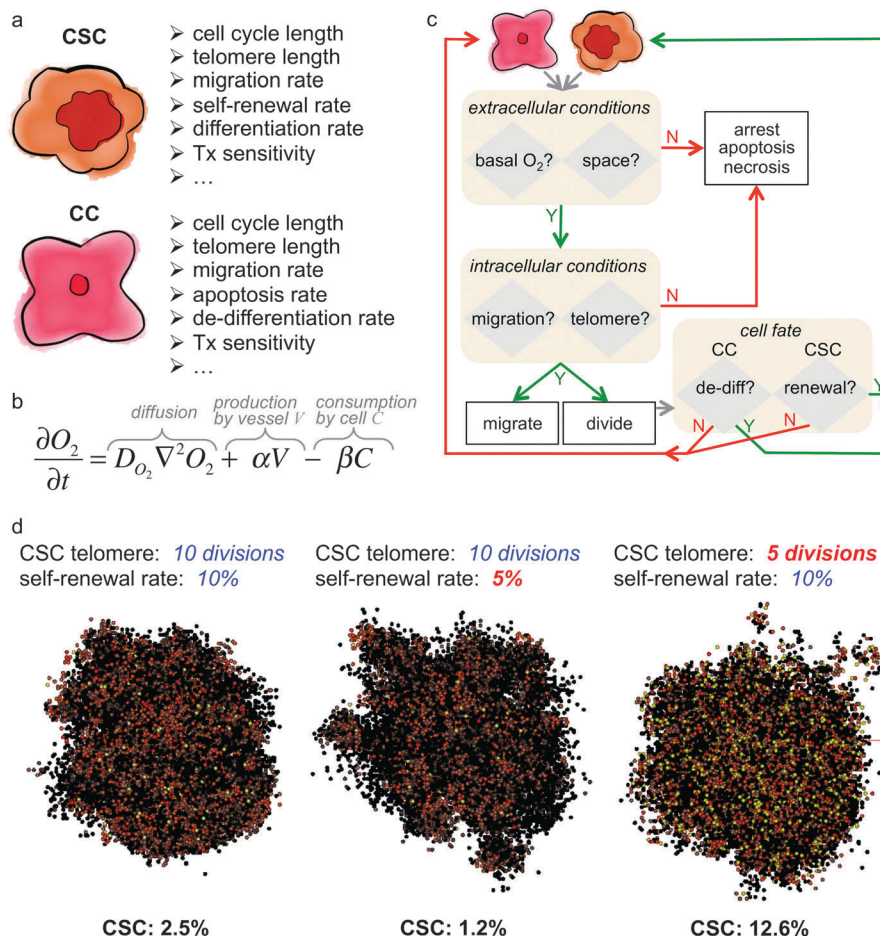 a
CSC
➢ cell cycle length
➢ telomere length
➢ migration rate
➢ self-renewal rate
➢ differentiation rate
➢ Tx sensitivity
➢ ...
CC
➢ cell cycle length
➢ telomere length
➢ migration rate
➢ apoptosis rate
➢ de-differentiation rate
➢ Tx sensitivity
➢ ...
b
diffusion
production by vessel V
consumption by cell C
∂O₂/∂t = D_O₂ ∇²O₂ + αV − βC
c
extracellular conditions
basal O₂?
space?
N
arrest
apoptosis
necrosis
Y
intracellular conditions
migration?
telomere?
N
Y
migrate
divide
cell fate
CC
CSC
de-diff?
renewal?
Y
N
Y
N
d
CSC telomere: 10 divisions
self-renewal rate: 10%
CSC telomere: 10 divisions
self-renewal rate: 5%
CSC telomere: 5 divisions
self-renewal rate: 10%
CSC: 2.5%
CSC: 1.2%
CSC: 12.6%